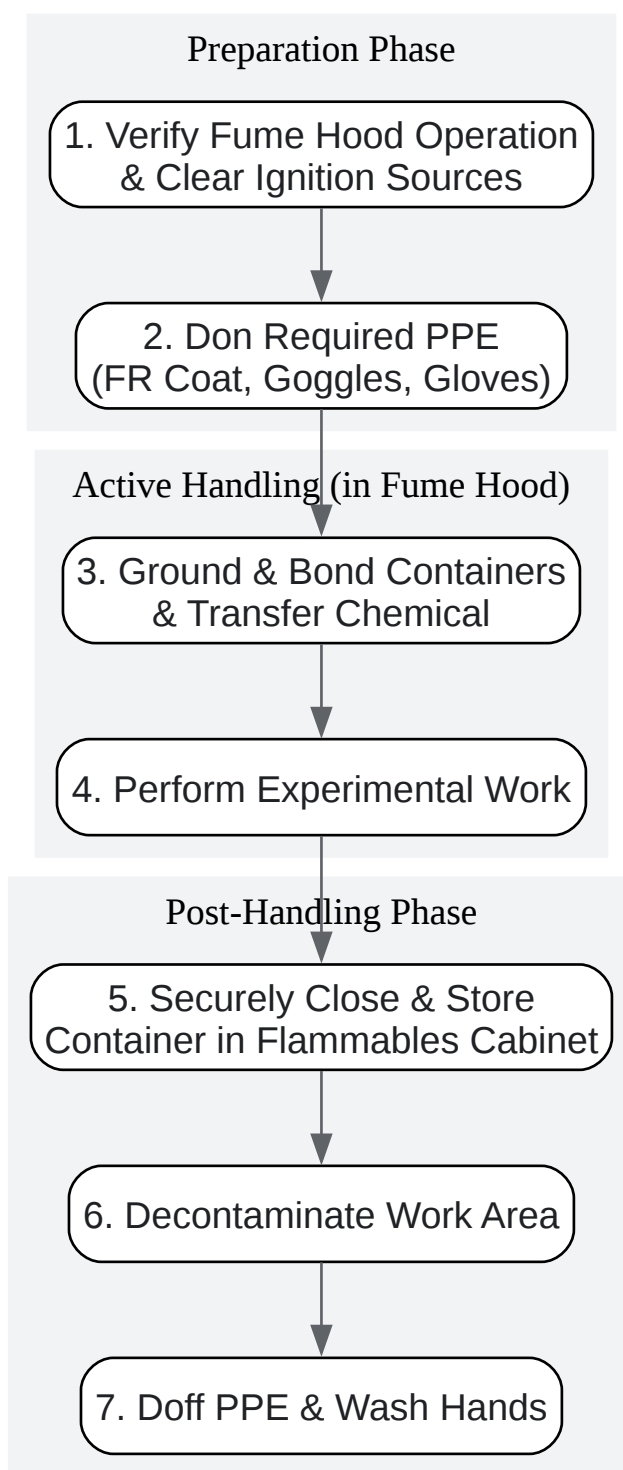 Preparation Phase
1. Verify Fume Hood Operation
& Clear Ignition Sources
2. Don Required PPE
(FR Coat, Goggles, Gloves)
Active Handling (in Fume Hood)
3. Ground & Bond Containers
& Transfer Chemical
4. Perform Experimental Work
Post-Handling Phase
5. Securely Close & Store
Container in Flammables Cabinet
6. Decontaminate Work Area
7. Doff PPE & Wash Hands